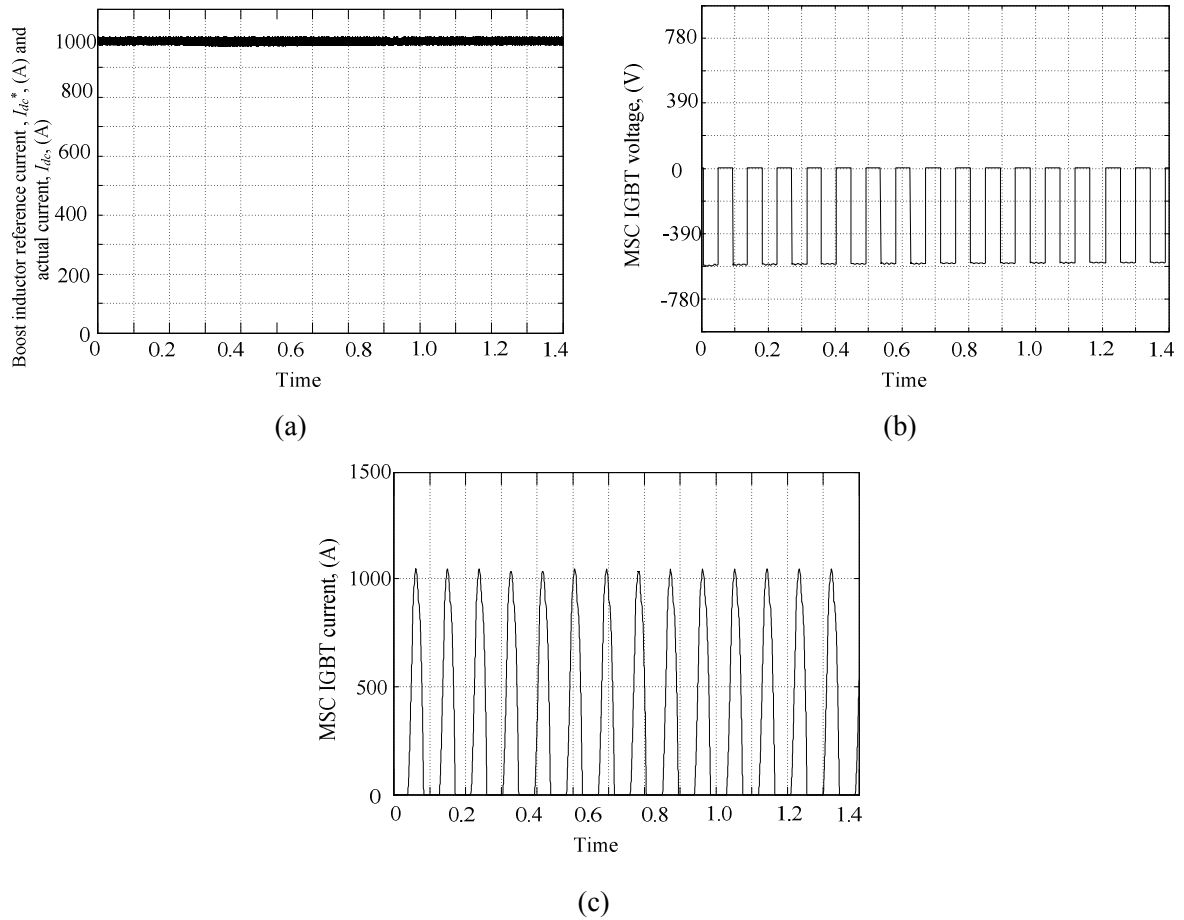 Boost inductor reference current , Idc*, (A) and
actual current, Idc, (A)
1000
800
600
400
200
0
0 0.2 0.4 0.6 0.8 1.0 1.2 1.4
Time
(a)
MSC IGBT voltage, (V)
780
390
0
-390
-780
0 0.2 0.4 0.6 0.8 1.0 1.2 1.4
Time
(b)
MSC IGBT current, (A)
1500
1000
500
0
0 0.2 0.4 0.6 0.8 1.0 1.2 1.4
Time
(c)